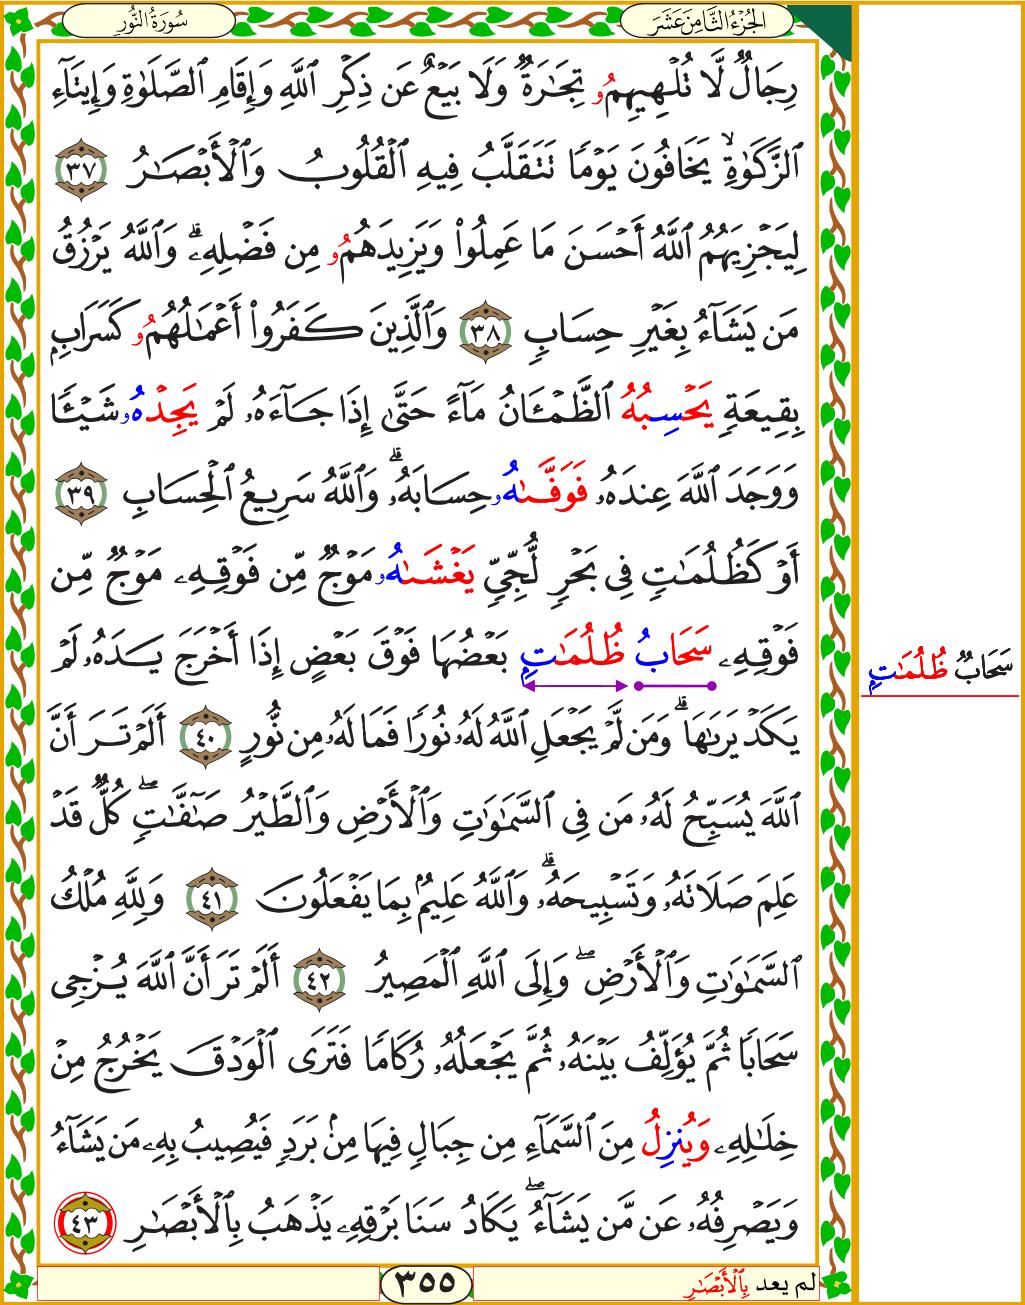 الجُزْءُ الثَّامِنَ عَشَرَ
سُورَةُ النُّورِ
رِجَالٌ لَّا تُلْهِيهِمُۥ تِجَٰرَةٌ وَلَا بَيْعٌ عَن ذِكْرِ ٱللَّهِ وَإِقَامِ ٱلصَّلَوٰةِ وَإِيتَآءِ
ٱلزَّكَوٰةِ ۙ يَخَافُونَ يَوْمًا تَتَقَلَّبُ فِيهِ ٱلْقُلُوبُ وَٱلْأَبْصَٰرُ ٣٧
لِيَجْزِيَهُمُ ٱللَّهُ أَحْسَنَ مَا عَمِلُوا۟ وَيَزِيدَهُمُۥ مِن فَضْلِهِۦ ۗ وَٱللَّهُ يَرْزُقُ
مَن يَشَآءُ بِغَيْرِ حِسَابٍ ٣٨ وَٱلَّذِينَ كَفَرُوٓا۟ أَعْمَٰلُهُمُۥ كَسَرَابٍۭ
بِقِيعَةٍ يَحْسِبُهُ ٱلظَّمْـَٔانُ مَآءً حَتَّىٰٓ إِذَا جَآءَهُۥ لَمْ يَجِدْهُۥ شَيْـًٔا
وَوَجَدَ ٱللَّهَ عِندَهُۥ فَوَفَّىٰهُۥ حِسَابَهُۥ ۗ وَٱللَّهُ سَرِيعُ ٱلْحِسَابِ ٣٩
أَوْ كَظُلُمَٰتٍ فِى بَحْرٍ لُّجِّىٍّ يَغْشَىٰهُۥ مَوْجٌ مِّن فَوْقِهِۦ مَوْجٌ مِّن
فَوْقِهِۦ سَحَابُ ظُلُمَٰتٍۭ بَعْضُهَا فَوْقَ بَعْضٍ إِذَآ أَخْرَجَ يَدَهُۥ لَمْ
يَكَدْ يَرَىٰهَا ۗ وَمَن لَّمْ يَجْعَلِ ٱللَّهُ لَهُۥ نُورًا فَمَا لَهُۥ مِن نُّورٍ ٤٠ أَلَمْ تَرَ أَنَّ
ٱللَّهَ يُسَبِّحُ لَهُۥ مَن فِى ٱلسَّمَٰوَٰتِ وَٱلْأَرْضِ وَٱلطَّيْرُ صَٰٓفَّٰتٍ ۖ كُلٌّ قَدْ
عَلِمَ صَلَاتَهُۥ وَتَسْبِيحَهُۥ ۗ وَٱللَّهُ عَلِيمٌۢ بِمَا يَفْعَلُونَ ٤١ وَلِلَّهِ مُلْكُ
ٱلسَّمَٰوَٰتِ وَٱلْأَرْضِ ۖ وَإِلَى ٱللَّهِ ٱلْمَصِيرُ ٤٢ أَلَمْ تَرَ أَنَّ ٱللَّهَ يُزْجِى
سَحَابًا ثُمَّ يُؤَلِّفُ بَيْنَهُۥ ثُمَّ يَجْعَلُهُۥ رُكَامًا فَتَرَى ٱلْوَدْقَ يَخْرُجُ مِنْ
خِلَٰلِهِۦ وَيُنزِلُ مِنَ ٱلسَّمَآءِ مِن جِبَالٍ فِيهَا مِنۢ بَرَدٍ فَيُصِيبُ بِهِۦ مَن يَشَآءُ
وَيَصْرِفُهُۥ عَن مَّن يَشَآءُ ۖ يَكَادُ سَنَا بَرْقِهِۦ يَذْهَبُ بِٱلْأَبْصَٰرِ ٤٣
سَحَابٌ ظُلُمَٰتٍۭ
لم يعد بِٱلْأَبْصَٰرِ
٣٥٥